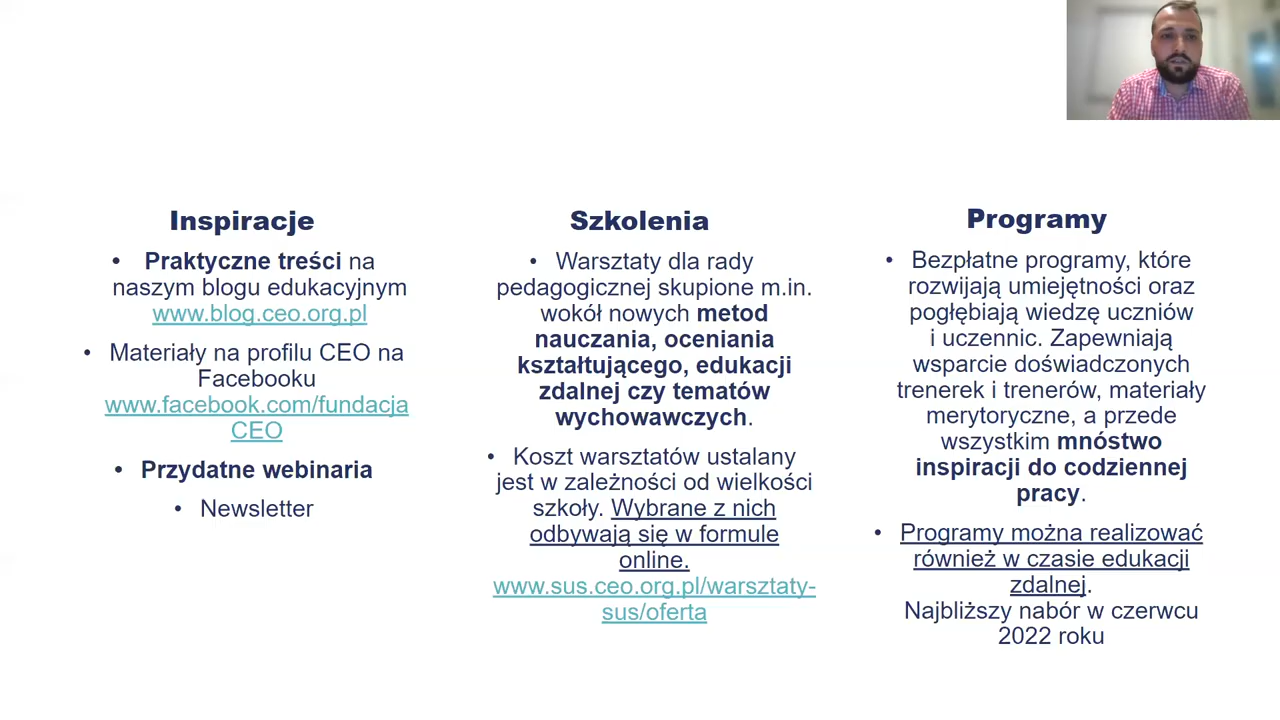 Inspiracje
• Praktyczne treści na
naszym blogu edukacyjnym
www.blog.ceo.org.pl
• Materiały na profilu CEO na
Facebooku
www.facebook.com/fundacja
CEO
• Przydatne webinaria
• Newsletter
Szkolenia
• Warsztaty dla rady
pedagogicznej skupione m.in.
wokół nowych metod
nauczania, oceniania
kształtującego, edukacji
zdalnej czy tematów
wychowawczych.
• Koszt warsztatów ustalany
jest w zależności od wielkości
szkoły. Wybrane z nich
odbywają się w formule
online.
www.sus.ceo.org.pl/warsztaty-
sus/oferta
Programy
• Bezpłatne programy, które
rozwijają umiejętności oraz
pogłębiają wiedzę uczniów
i uczennic. Zapewniają
wsparcie doświadczonych
trenerek i trenerów, materiały
merytoryczne, a przede
wszystkim mnóstwo
inspiracji do codziennej
pracy.
• Programy można realizować
również w czasie edukacji
zdalnej.
Najbliższy nabór w czerwcu
2022 roku